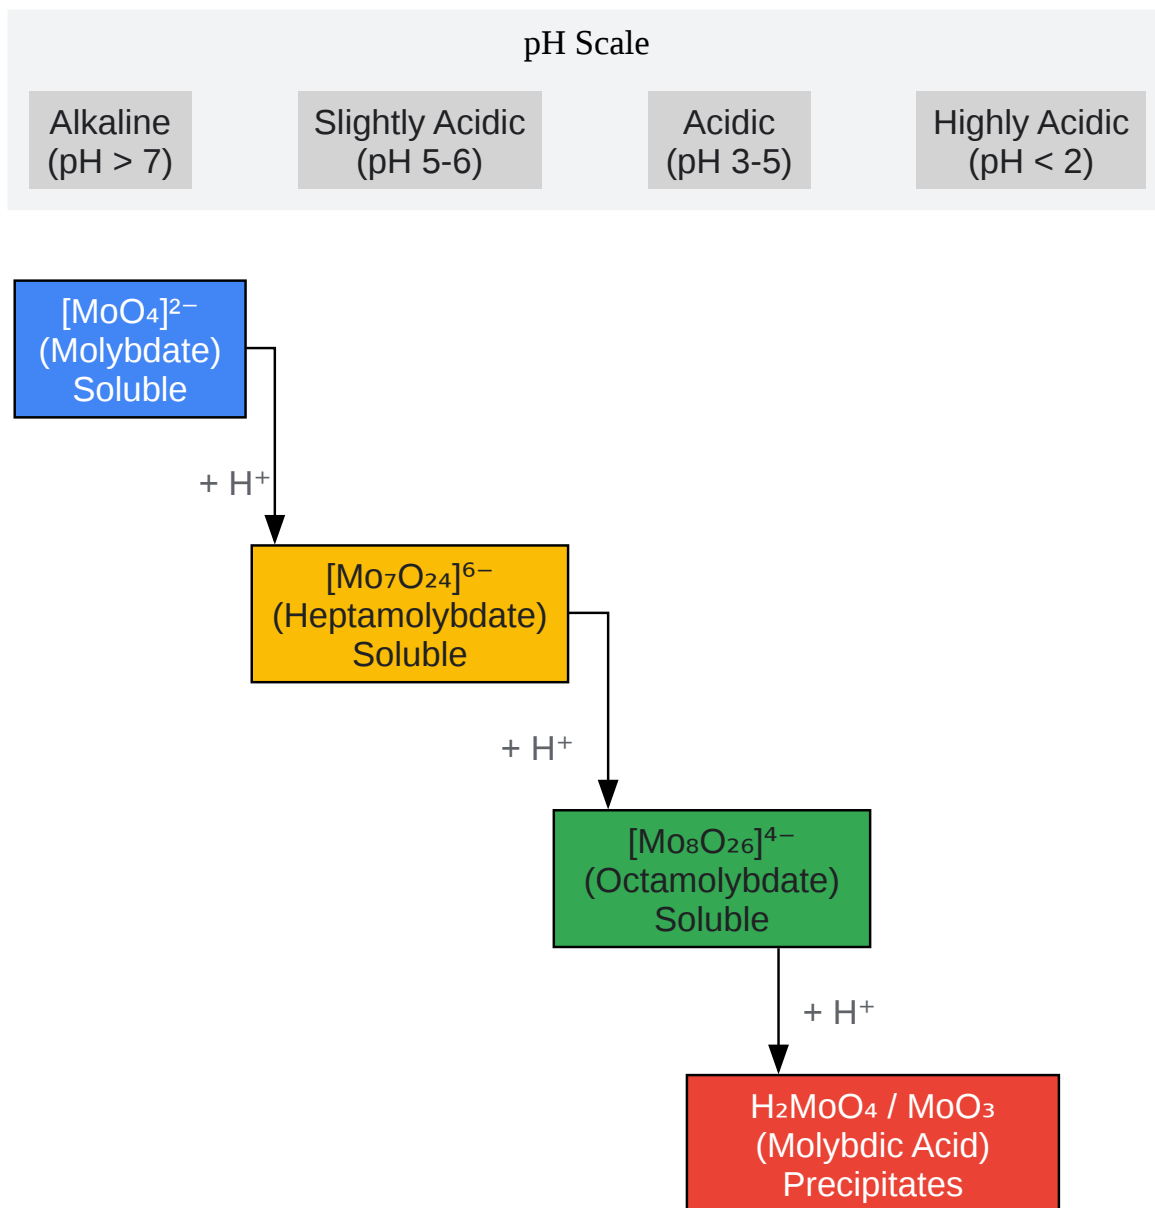 pH Scale
Alkaline
(pH > 7)
Slightly Acidic
(pH 5-6)
Acidic
(pH 3-5)
Highly Acidic
(pH < 2)
[MoO₄]²⁻
(Molybdate)
Soluble
+ H⁺
[Mo₇O₂₄]⁶⁻
(Heptamolybdate)
Soluble
+ H⁺
[Mo₈O₂₆]⁴⁻
(Octamolybdate)
Soluble
+ H⁺
H₂MoO₄ / MoO₃
(Molybdic Acid)
Precipitates